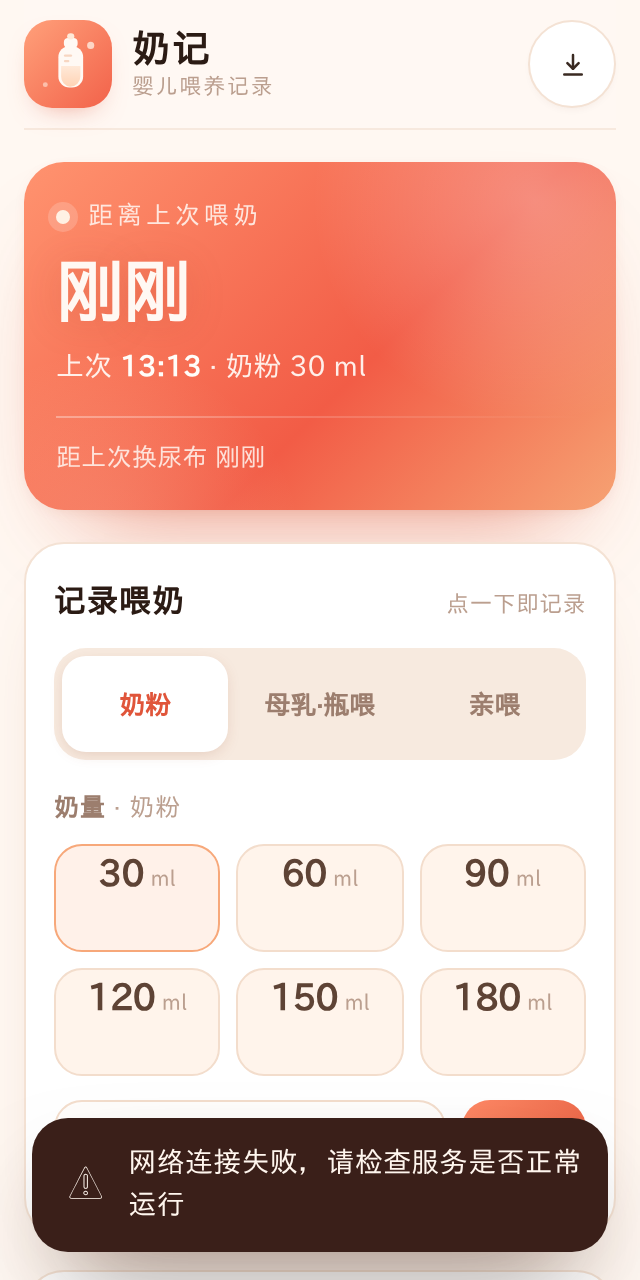 奶记
婴儿喂养记录
距离上次喂奶
刚刚
上次 13:13 · 奶粉 30 ml
距上次换尿布 刚刚
记录喂奶
点一下即记录
奶粉
母乳·瓶喂
亲喂
奶量 · 奶粉
30 ml
60 ml
90 ml
120 ml
150 ml
180 ml
网络连接失败，请检查服务是否正常
运行